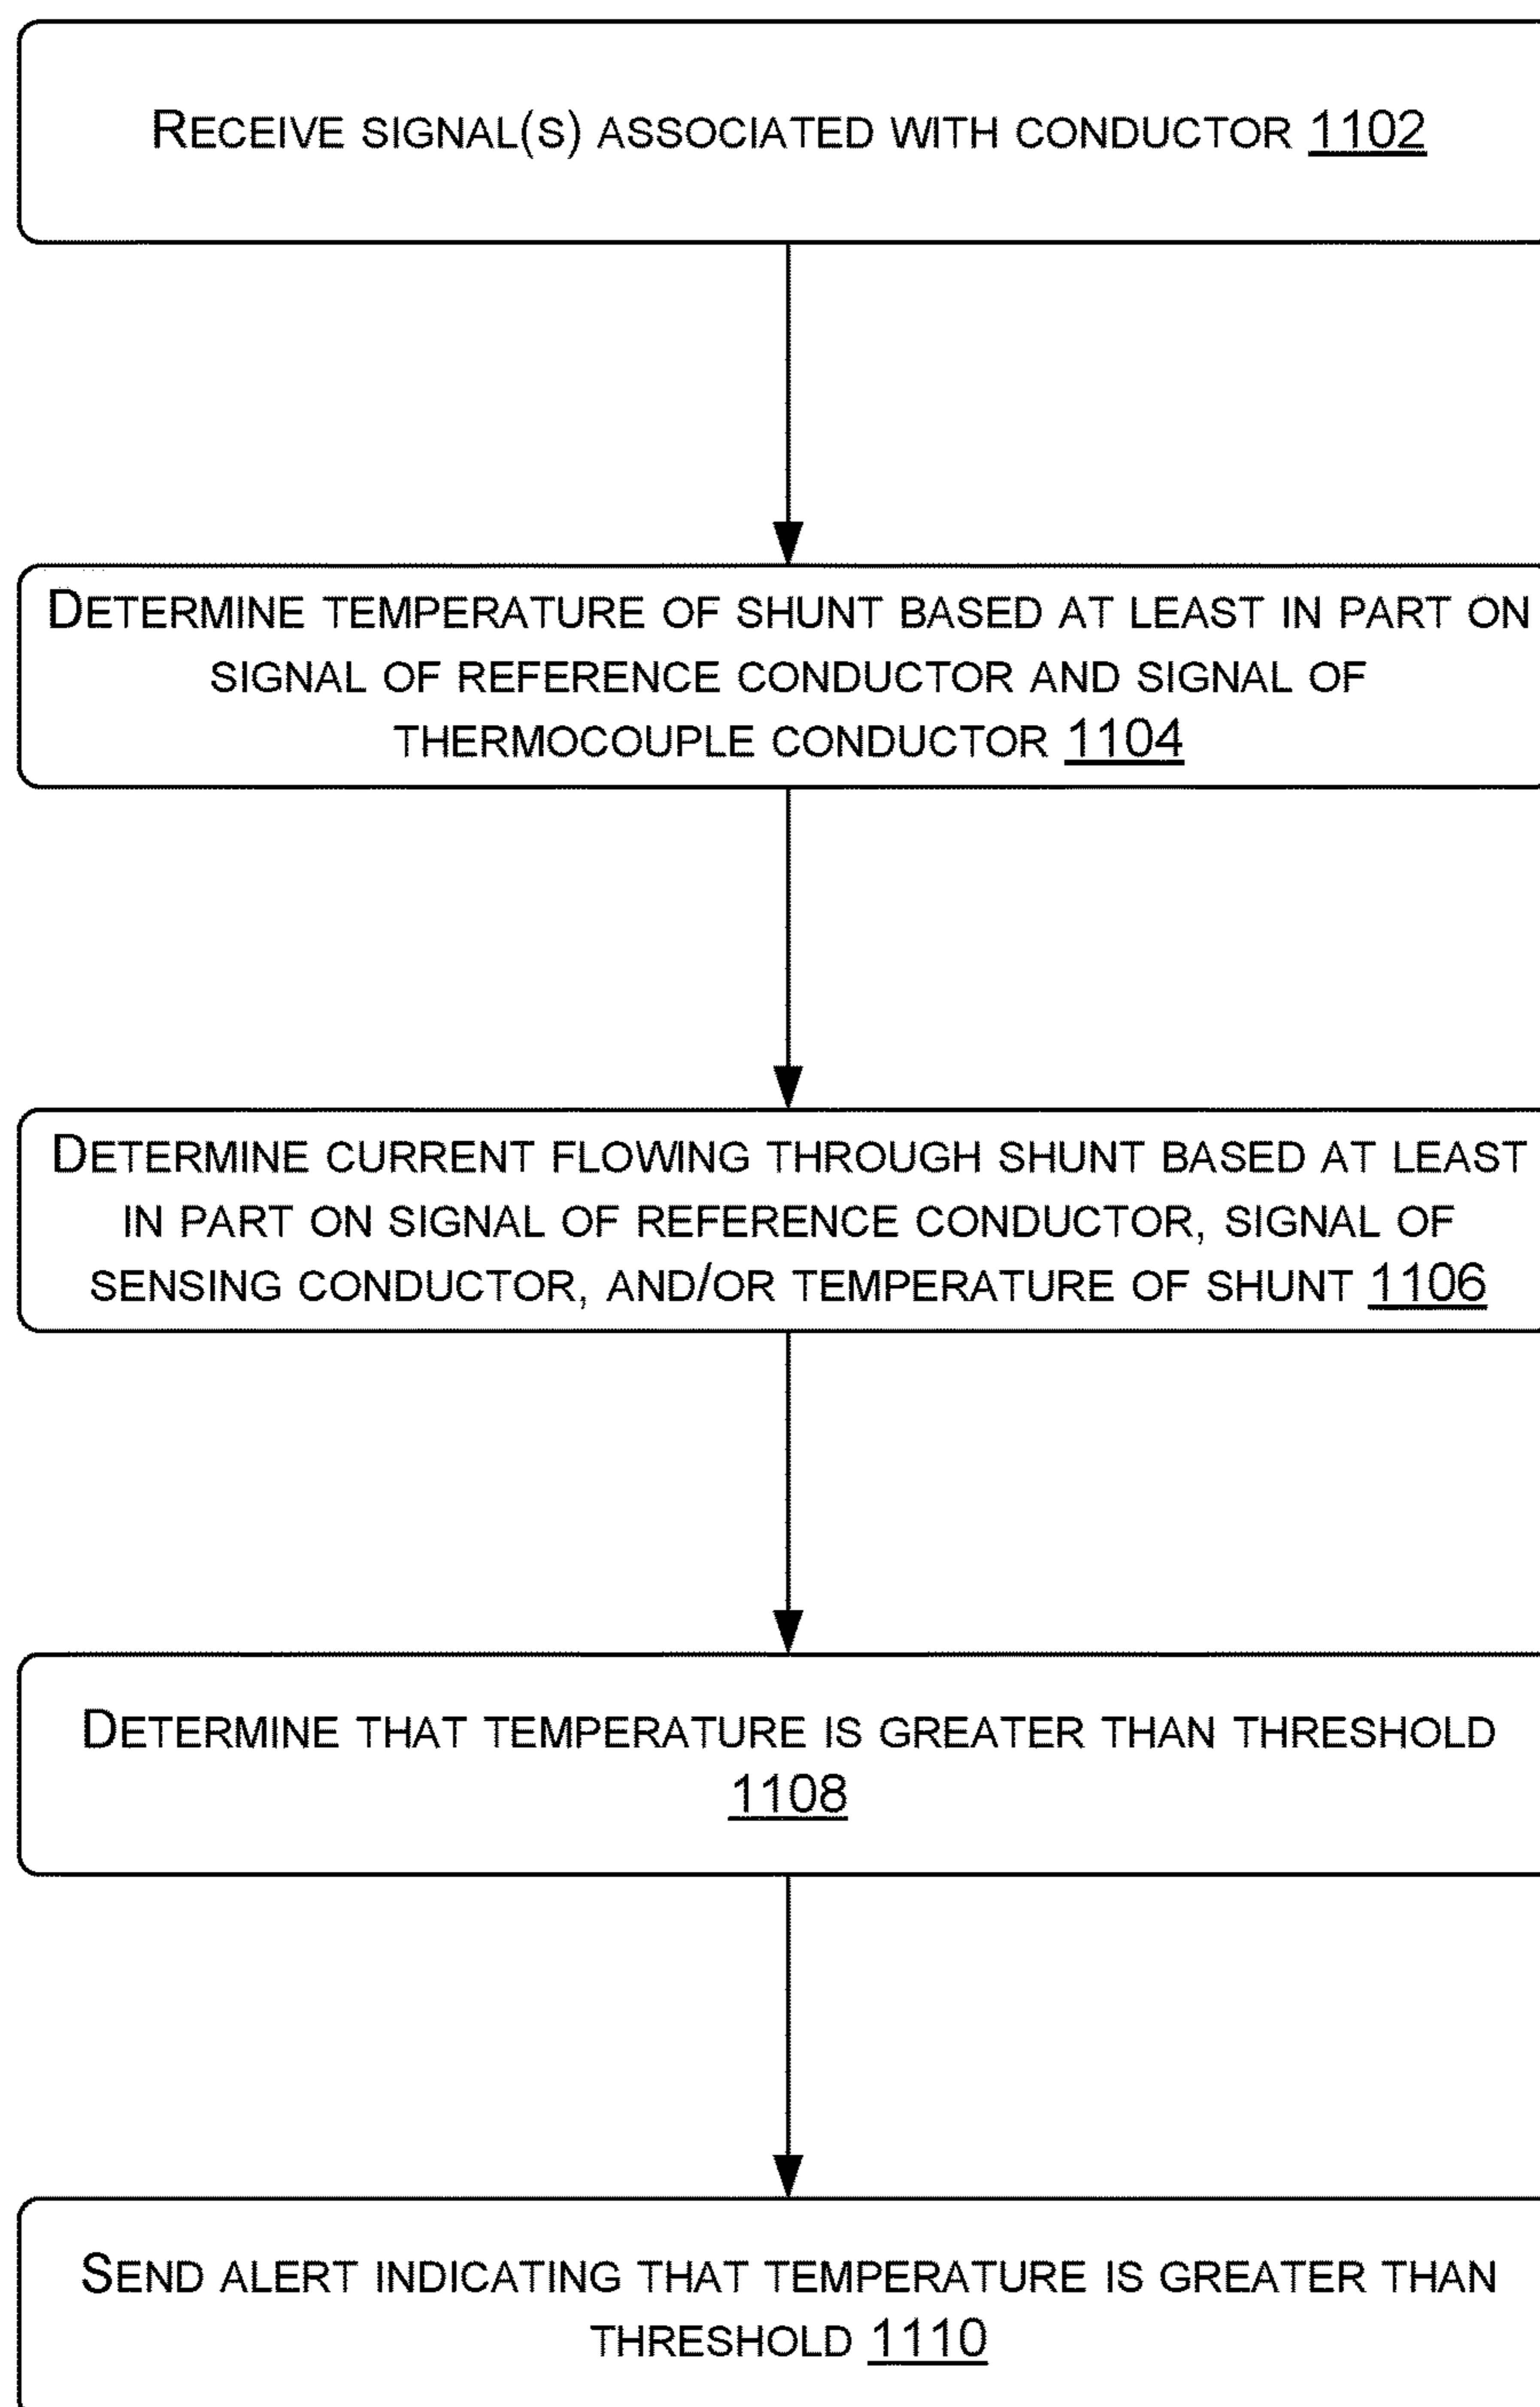 RECEIVE SIGNAL(S) ASSOCIATED WITH CONDUCTOR 1102
DETERMINE TEMPERATURE OF SHUNT BASED AT LEAST IN PART ON
SIGNAL OF REFERENCE CONDUCTOR AND SIGNAL OF
THERMOCOUPLE CONDUCTOR 1104
DETERMINE CURRENT FLOWING THROUGH SHUNT BASED AT LEAST
IN PART ON SIGNAL OF REFERENCE CONDUCTOR, SIGNAL OF
SENSING CONDUCTOR, AND/OR TEMPERATURE OF SHUNT 1106
DETERMINE THAT TEMPERATURE IS GREATER THAN THRESHOLD
1108
SEND ALERT INDICATING THAT TEMPERATURE IS GREATER THAN
THRESHOLD 1110